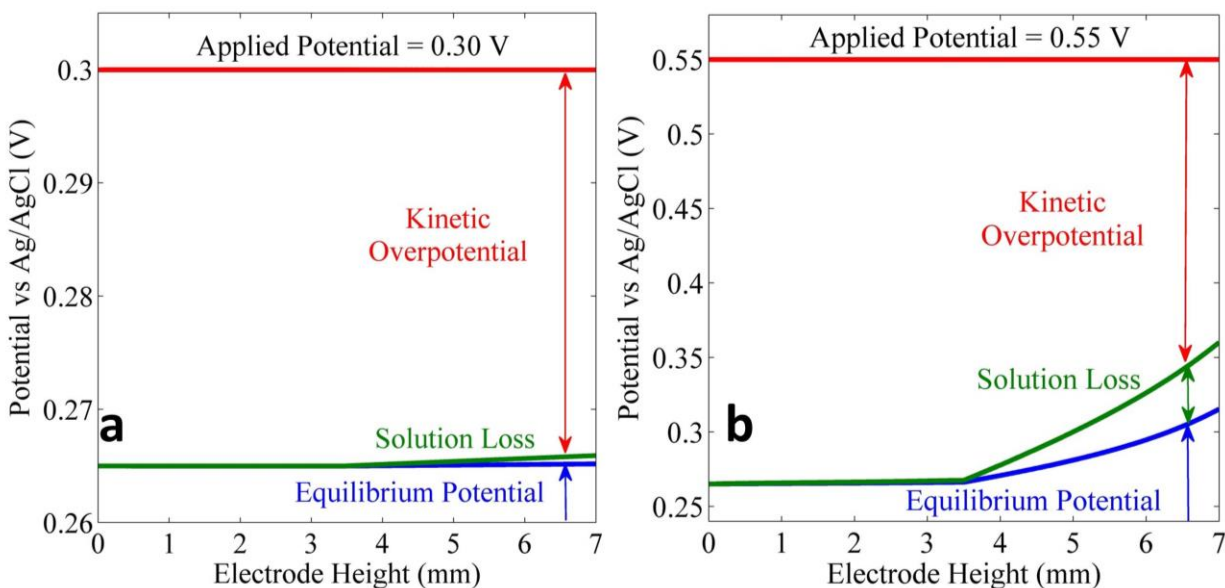 Applied Potential = 0.30 V
Potential vs Ag/AgCl (V)
0.3
0.29
0.28
0.27
0.26
Kinetic
Overpotential
a
Solution Loss
Equilibrium Potential
0 1 2 3 4 5 6 7
Electrode Height (mm)
Applied Potential = 0.55 V
Potential vs Ag/AgCl (V)
0.55
0.5
0.45
0.4
0.35
0.3
0.25
Kinetic
Overpotential
Solution Loss
b
Equilibrium Potential
0 1 2 3 4 5 6 7
Electrode Height (mm)